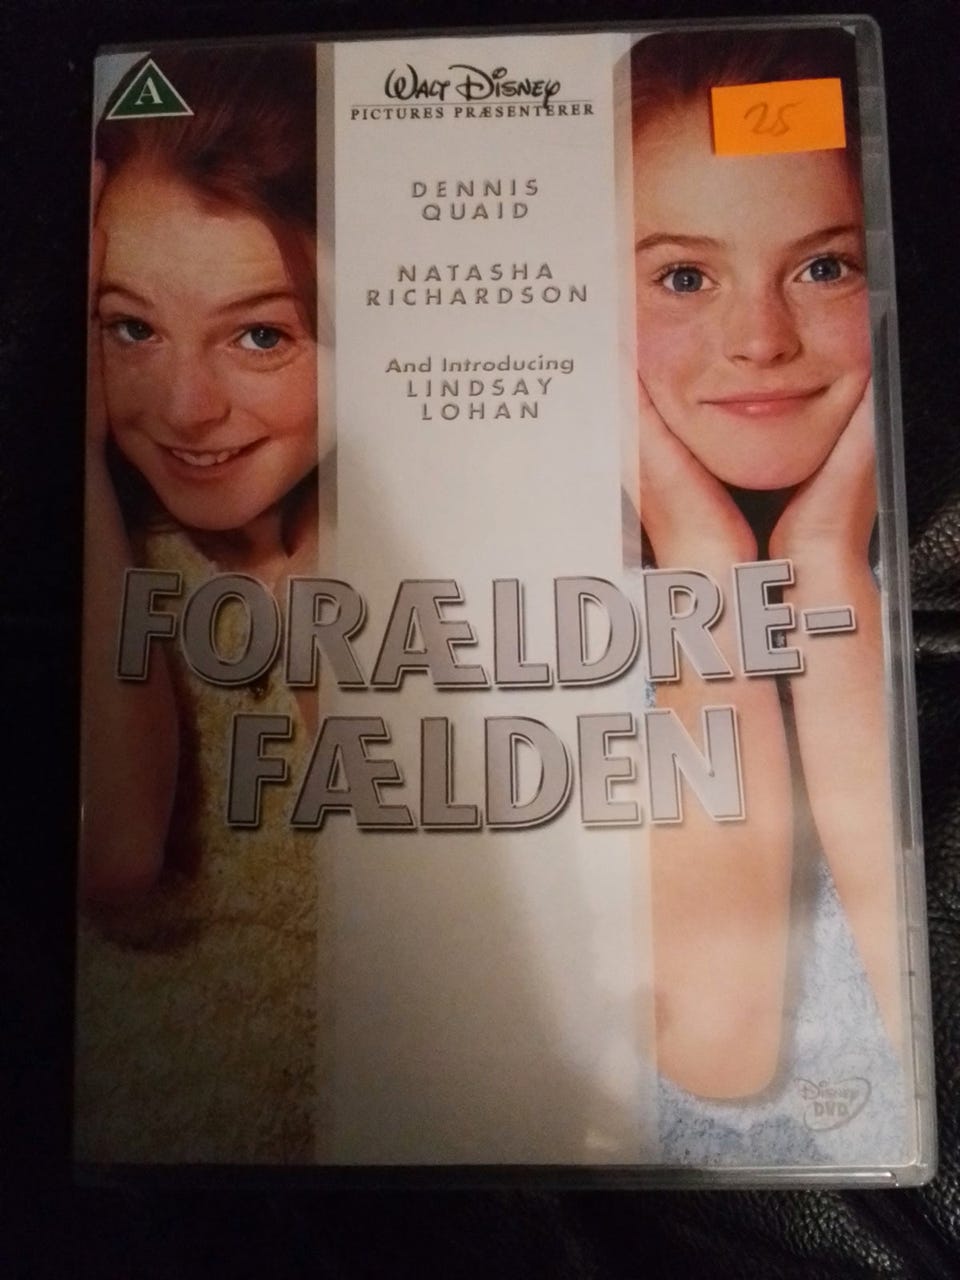 A
WALT DISNEY
PICTURES PRÆSENTERER
25
DENNIS
QUAID
NATASHA
RICHARDSON
And Introducing
LINDSAY
LOHAN
FORÆLDRE-
FÆLDEN
DISNEY
DVD